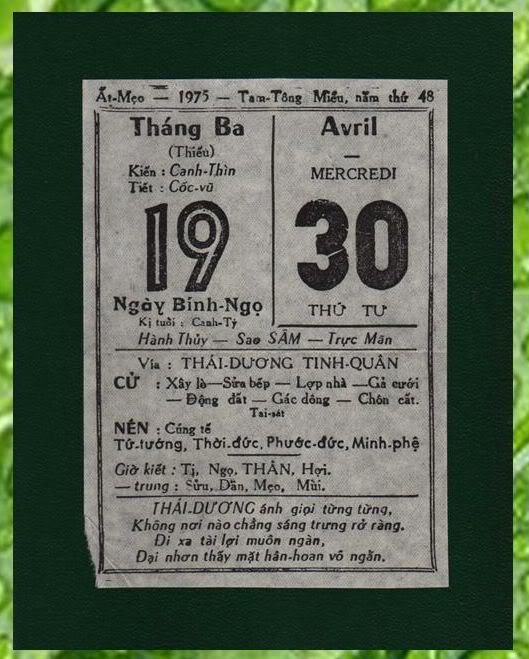 Ất-Mẹo — 1975 — Tam-Tông Miếu, năm thứ 48
Tháng Ba
(Thiếu)
Kiến : Canh-Thìn
Tiết : Cốc-vũ
19
Ngày Bính-Ngọ
Kị tuổi : Canh-Tý
Avril
—
MERCREDI
30
THỨ TƯ
Hành Thủy — Sao SÂM — Trực Mãn
Vía : THÁI-DƯƠNG TINH-QUÂN
CỬ : Xây lò—Sửa bếp — Lợp nhà —Gả cưới
— Động đất — Gác đông — Chôn cất.
Tai-sát
NÊN : Cúng tế
Tứ-tướng, Thời-đức, Phước-đức, Minh-phệ
Giờ kiết : Tị, Ngọ, THÂN, Hợi.
— trung : Sửu, Dần, Mẹo, Mùi.
THÁI-DƯƠNG ánh giọi từng từng,
Không nơi nào chẳng sáng trưng rở ràng.
Đi xa tài lợi muôn ngàn,
Đại nhơn thấy mặt hân-hoan vô ngằn.